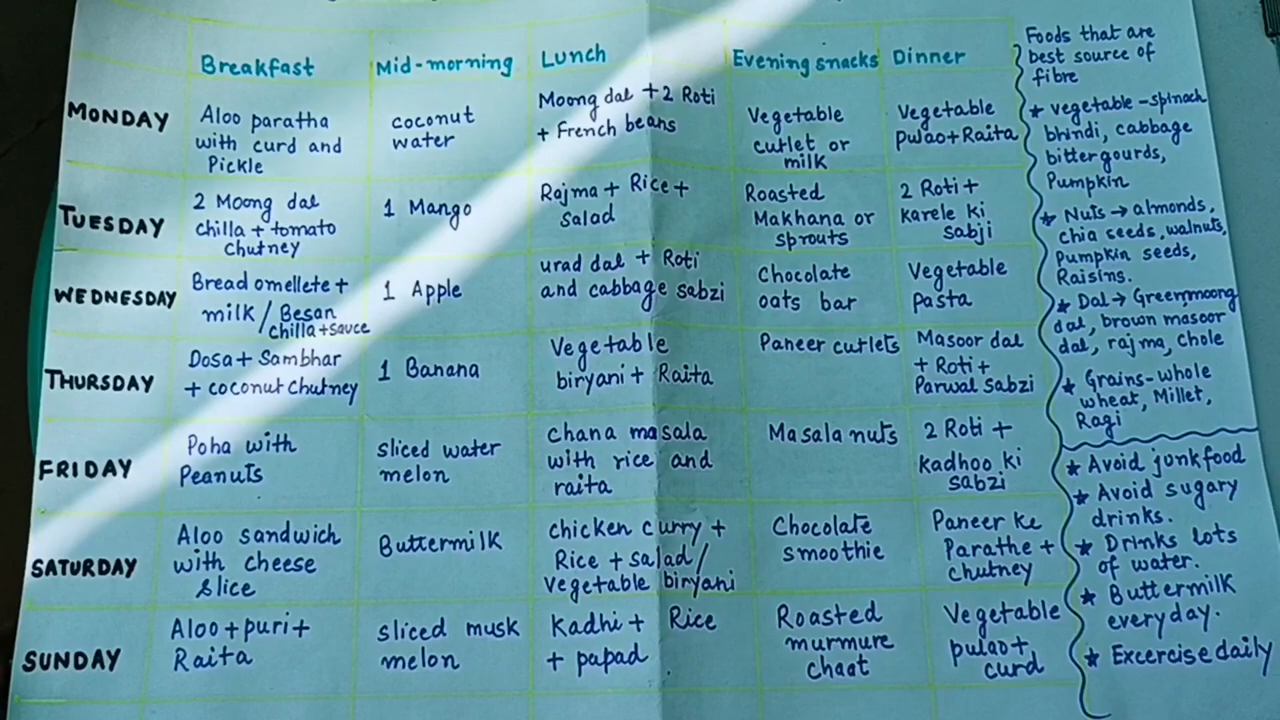 Breakfast
Mid-morning
Lunch
Evening snacks
Dinner
MONDAY
Aloo paratha
with curd and
Pickle
coconut
water
Moong dal +2 Roti
+ French beans
Vegetable
cutlet or
milk
Vegetable
pulao+Raita
TUESDAY
2 Moong dal
chilla + tomato
chutney
1 Mango
Rajma + Rice +
Salad
Roasted
Makhana or
sprouts
2 Roti +
Karele ki
sabji
WEDNESDAY
Bread omellete +
milk / Besan
chilla+sauce
1 Apple
urad dal + Roti
and cabbage sabzi
Chocolate
oats bar
Vegetable
pasta
THURSDAY
Dosa + Sambhar
+ coconut chutney
1 Banana
Vegetable
biryani + Raita
Paneer cutlets
Masoor dal
+ Roti +
Parwal sabzi
FRIDAY
Poha with
Peanuts
sliced water
melon
chana masala
with rice and
raita
Masala nuts
2 Roti +
Kadhoo ki
sabzi
SATURDAY
Aloo sandwich
with cheese
slice
Buttermilk
chicken curry +
Rice + salad/
vegetable biryani
Chocolate
smoothie
Paneer ke
Parathe +
chutney
SUNDAY
Aloo+puri+
Raita
sliced musk
melon
Kadhi + Rice
+ papad
Roasted
murmure
chaat
Vegetable
pulao+
curd
Foods that are
best source of
fibre
* vegetable -spinach
bhindi, cabbage
bittergourds,
Pumpkin
* Nuts → almonds,
chia seeds, walnuts,
Pumpkin seeds,
Raisins.
* Dal → Green moong
dal, brown masoor
dal, rajma, chole
* Grains-whole
wheat, Millet,
Ragi
* Avoid junkfood
* Avoid sugary
drinks.
* Drinks lots
of water.
* Buttermilk
everyday.
* Excercise daily